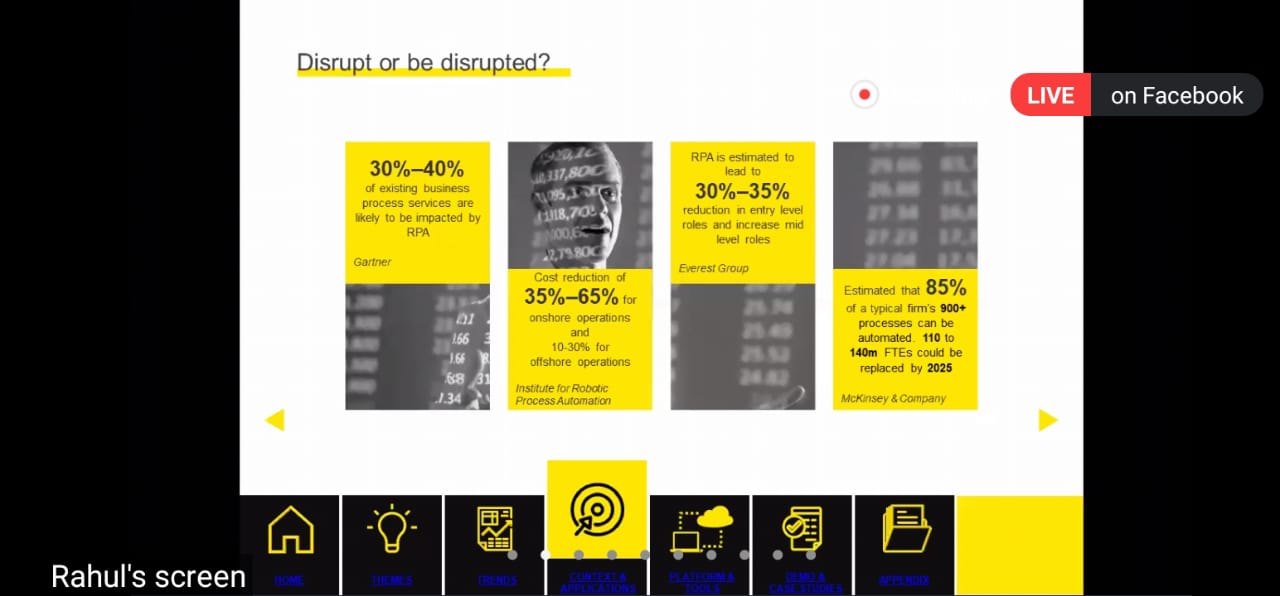 Disrupt or be disrupted?
LIVE on Facebook
30%–40%
of existing business
process services are
likely to be impacted by
RPA
Gartner
Cost reduction of
35%–65% for
onshore operations
and
10-30% for
offshore operations
Institute for Robotic
Process Automation
RPA is estimated to
lead to
30%–35%
reduction in entry level
roles and increase mid
level roles
Everest Group
Estimated that 85%
of a typical firm's 900+
processes can be
automated. 110 to
140m FTEs could be
replaced by 2025
McKinsey & Company
HOME
THEMES
TRENDS
CONTEXT &
APPLICATIONS
PLATFORM &
TOOLS
DEMO &
CASE STUDIES
APPENDIX
Rahul's screen